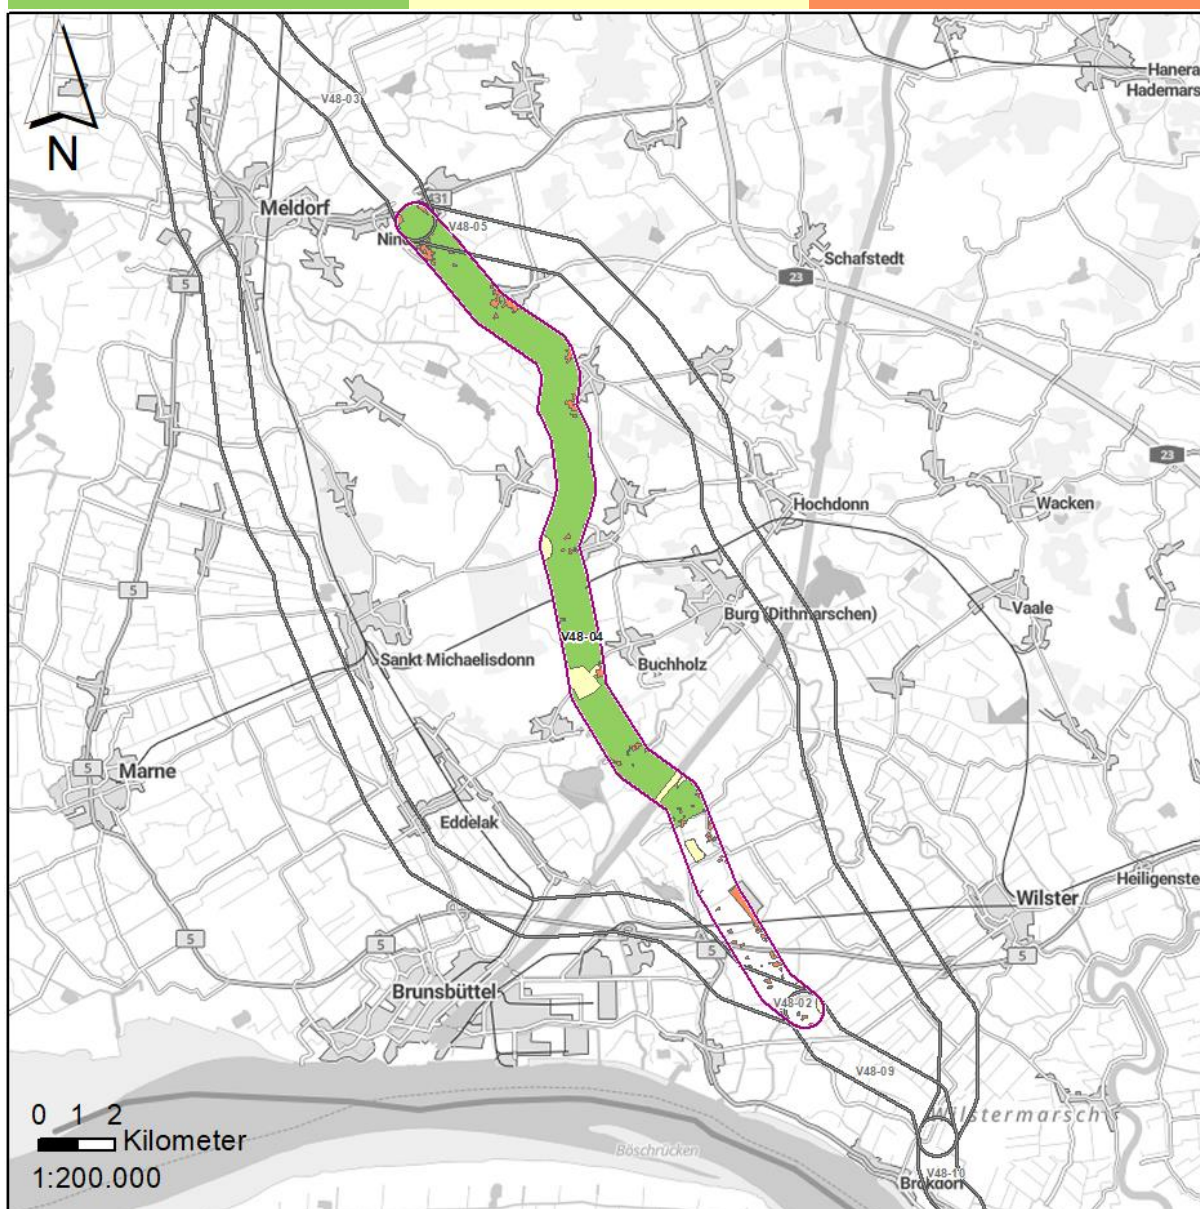 Hanera
Hademars
V48-03
N
Meldorf
431
V48-05
Nin
Schafstedt
23
5
23
Wacken
Hochdonn
5
Vaale
Burg (Dithmarschen)
V48-04
Sankt Michaelisdonn
Buchholz
5
Marne
Eddelak
Heiligenste
Wilster
5
5
5
5
Brunsbüttel
V48-02
V48-09
0 1 2
Kilometer
1:200.000
Wilstermarsch
Böschrücken
V48-10
Brokdorf